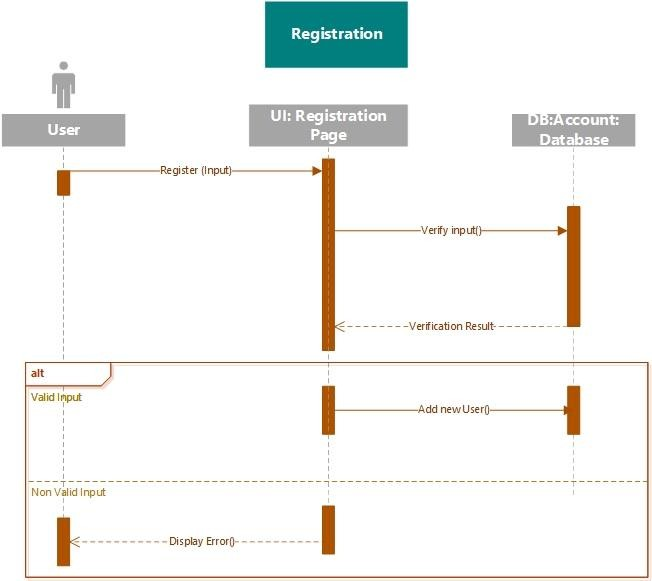 Registration
User
UI: Registration
Page
DB:Account:
Database
Register (Input)
Verify input()
Verification Result
alt
Valid Input
Add new User()
Non Valid Input
Display Error()